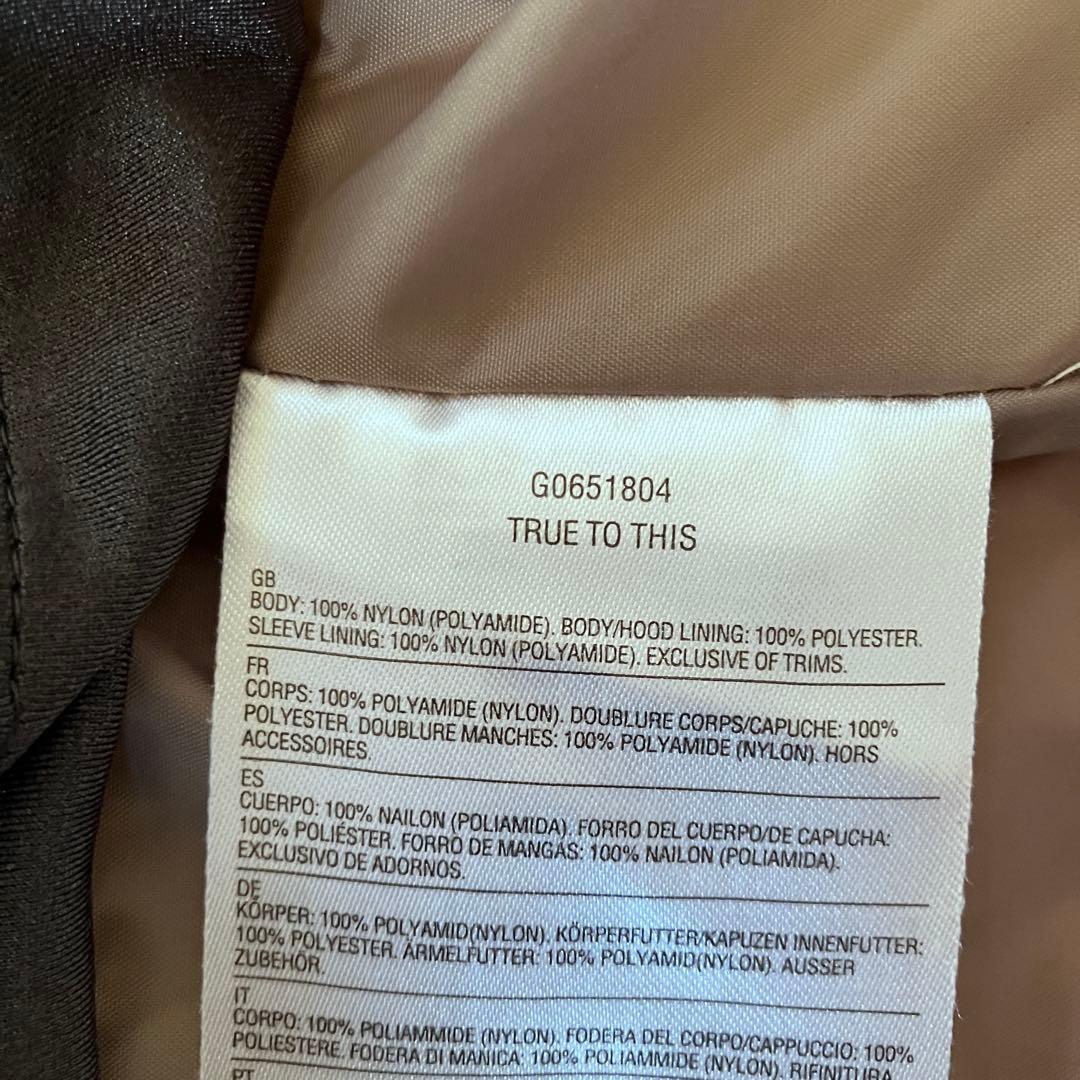 G0651804
TRUE TO THIS
GB
BODY: 100% NYLON (POLYAMIDE). BODY/HOOD LINING: 100% POLYESTER.
SLEEVE LINING: 100% NYLON (POLYAMIDE). EXCLUSIVE OF TRIMS.
FR
CORPS: 100% POLYAMIDE (NYLON). DOUBLURE CORPS/CAPUCHE: 100%
POLYESTER. DOUBLURE MANCHES: 100% POLYAMIDE (NYLON). HORS
ACCESSOIRES.
ES
CUERPO: 100% NAILON (POLIAMIDA). FORRO DEL CUERPO/DE CAPUCHA:
100% POLIÉSTER. FORRO DE MANGAS: 100% NAILON (POLIAMIDA).
EXCLUSIVO DE ADORNOS.
DE
KÖRPER: 100% POLYAMID(NYLON). KÖRPERFUTTER/KAPUZEN INNENFUTTER:
100% POLYESTER. ÄRMELFUTTER: 100% POLYAMID(NYLON). AUSSER
ZUBEHÖR.
IT
CORPO: 100% POLIAMMIDE (NYLON). FODERA DEL CORPO/CAPPUCCIO: 100%
POLIESTERE. FODERA DI MANICA: 100% POLIAMMIDE (NYLON). RIFINITURA
PT